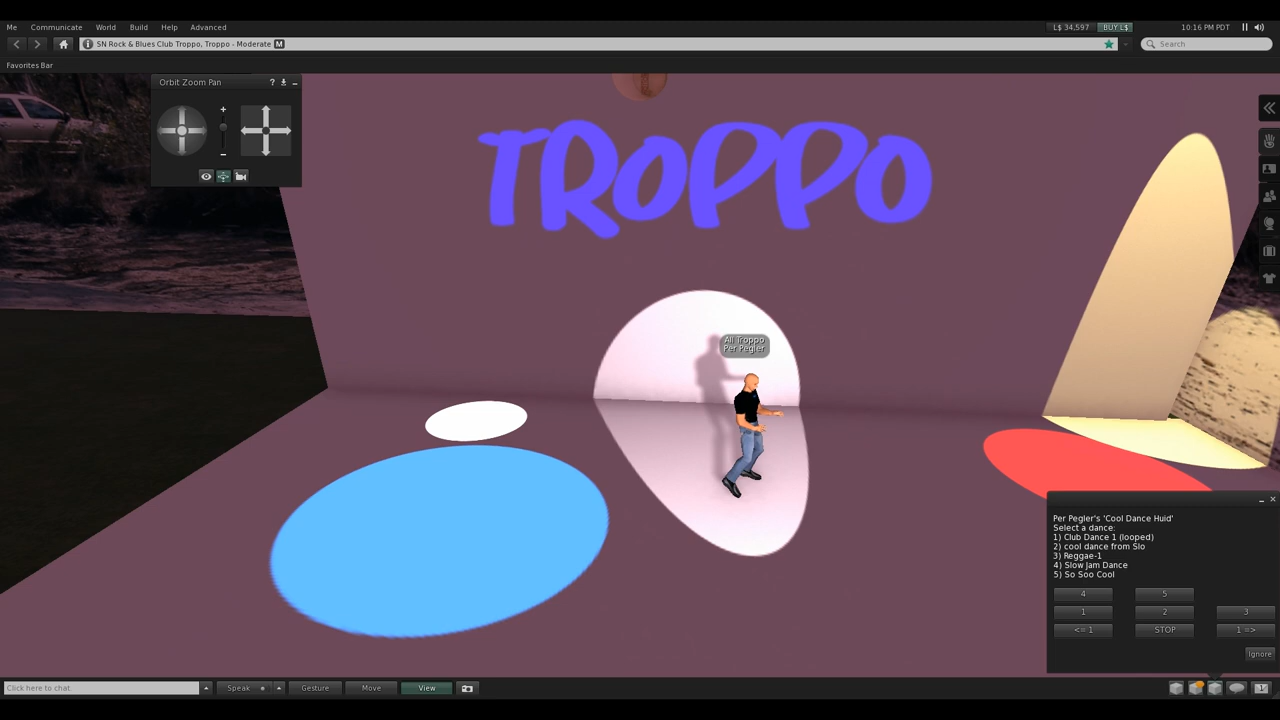 Me Communicate World Build Help Advanced L$ 34,597 BUY L$ 10:16 PM PDT
SN Rock & Blues Club Troppo, Troppo - Moderate M Search
Favorites Bar
Orbit Zoom Pan ?
TROPPO
All Troppo
Per Pegler
Per Pegler's 'Cool Dance Huid'
Select a dance:
1) Club Dance 1 (looped)
2) cool dance from Slo
3) Reggae-1
4) Slow Jam Dance
5) So Soo Cool
4 5
1 2 3
<= 1 STOP 1 =>
Ignore
Click here to chat. Speak Gesture Move View 1